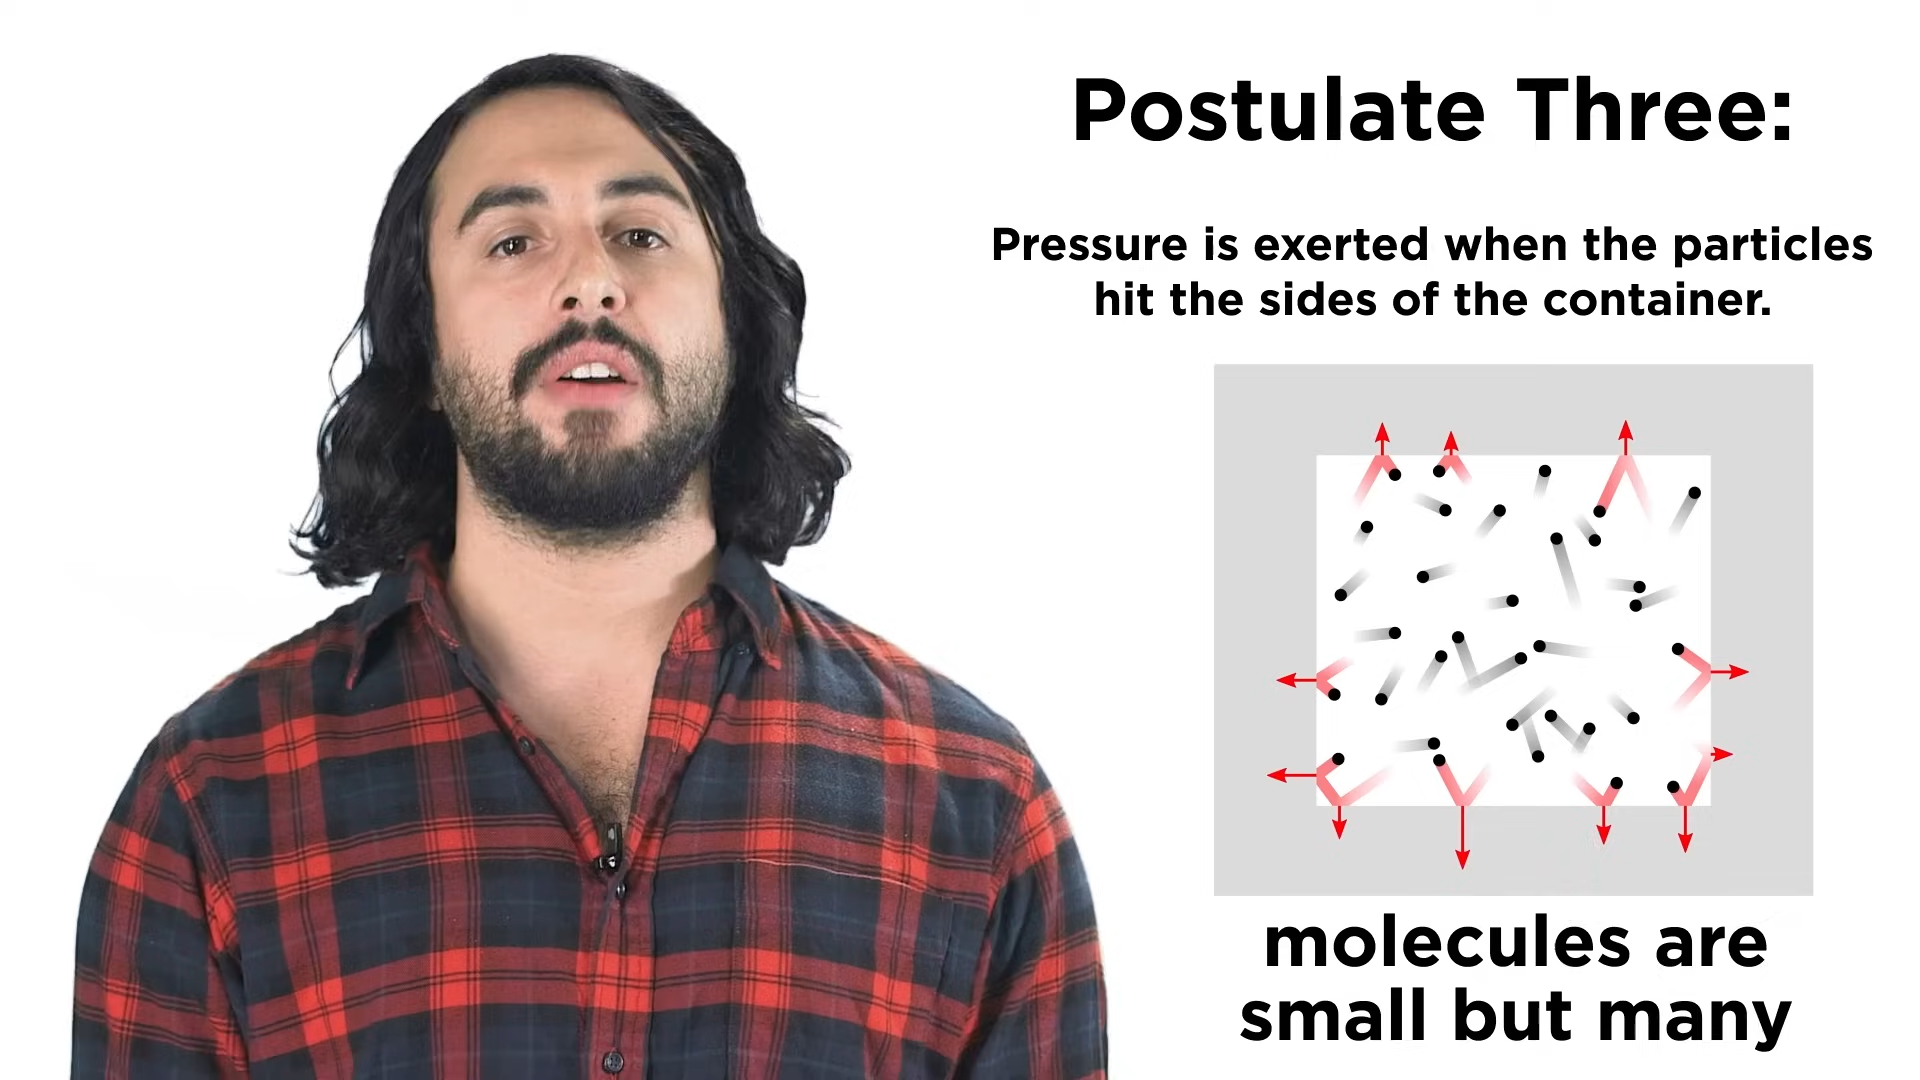 Postulate Three:
Pressure is exerted when the particles
hit the sides of the container.
molecules are
small but many